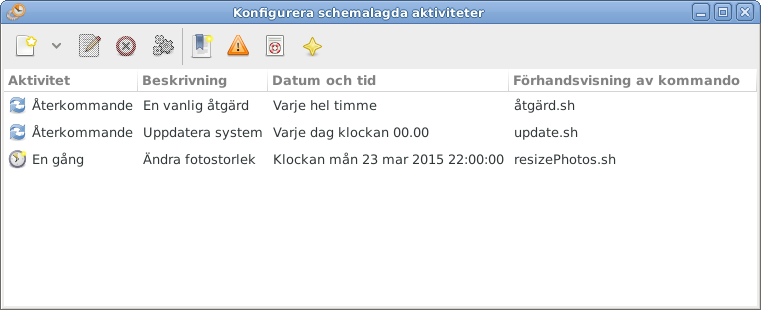 Konfigurera schemalagda aktiviteter
Aktivitet Beskrivning Datum och tid Förhandsvisning av kommando
Återkommande En vanlig åtgärd Varje hel timme åtgärd.sh
Återkommande Uppdatera system Varje dag klockan 00.00 update.sh
En gång Ändra fotostorlek Klockan mån 23 mar 2015 22:00:00 resizePhotos.sh